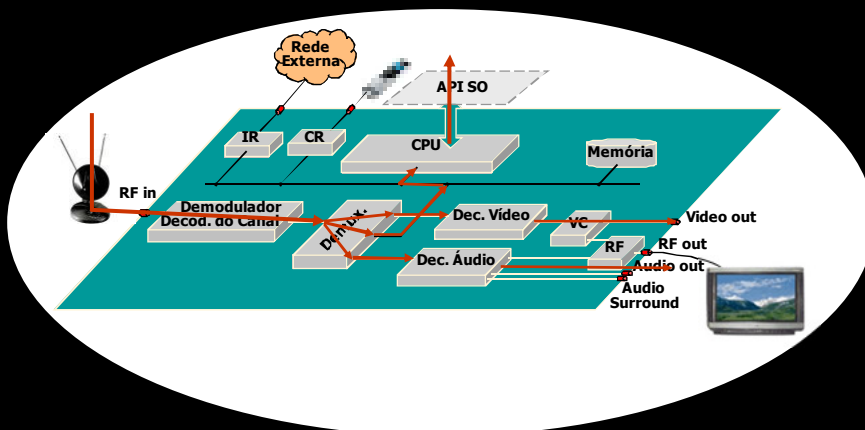 Rede
Externa
API SO
IR
CR
CPU
Memória
RF in
Demodulador
Decod. do Canal
Demux.
Dec. Vídeo
VC
Video out
RF
RF out
Dec. Áudio
Audio out
Audio
Surround